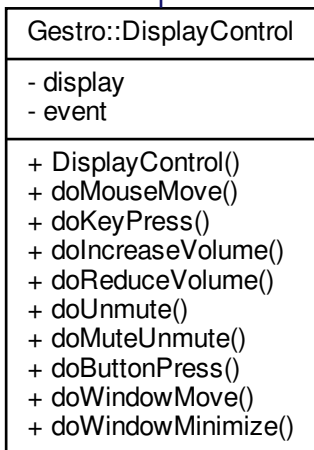 Gestro::DisplayControl
- display
- event
+ DisplayControl()
+ doMouseMove()
+ doKeyPress()
+ doIncreaseVolume()
+ doReduceVolume()
+ doUnmute()
+ doMuteUnmute()
+ doButtonPress()
+ doWindowMove()
+ doWindowMinimize()